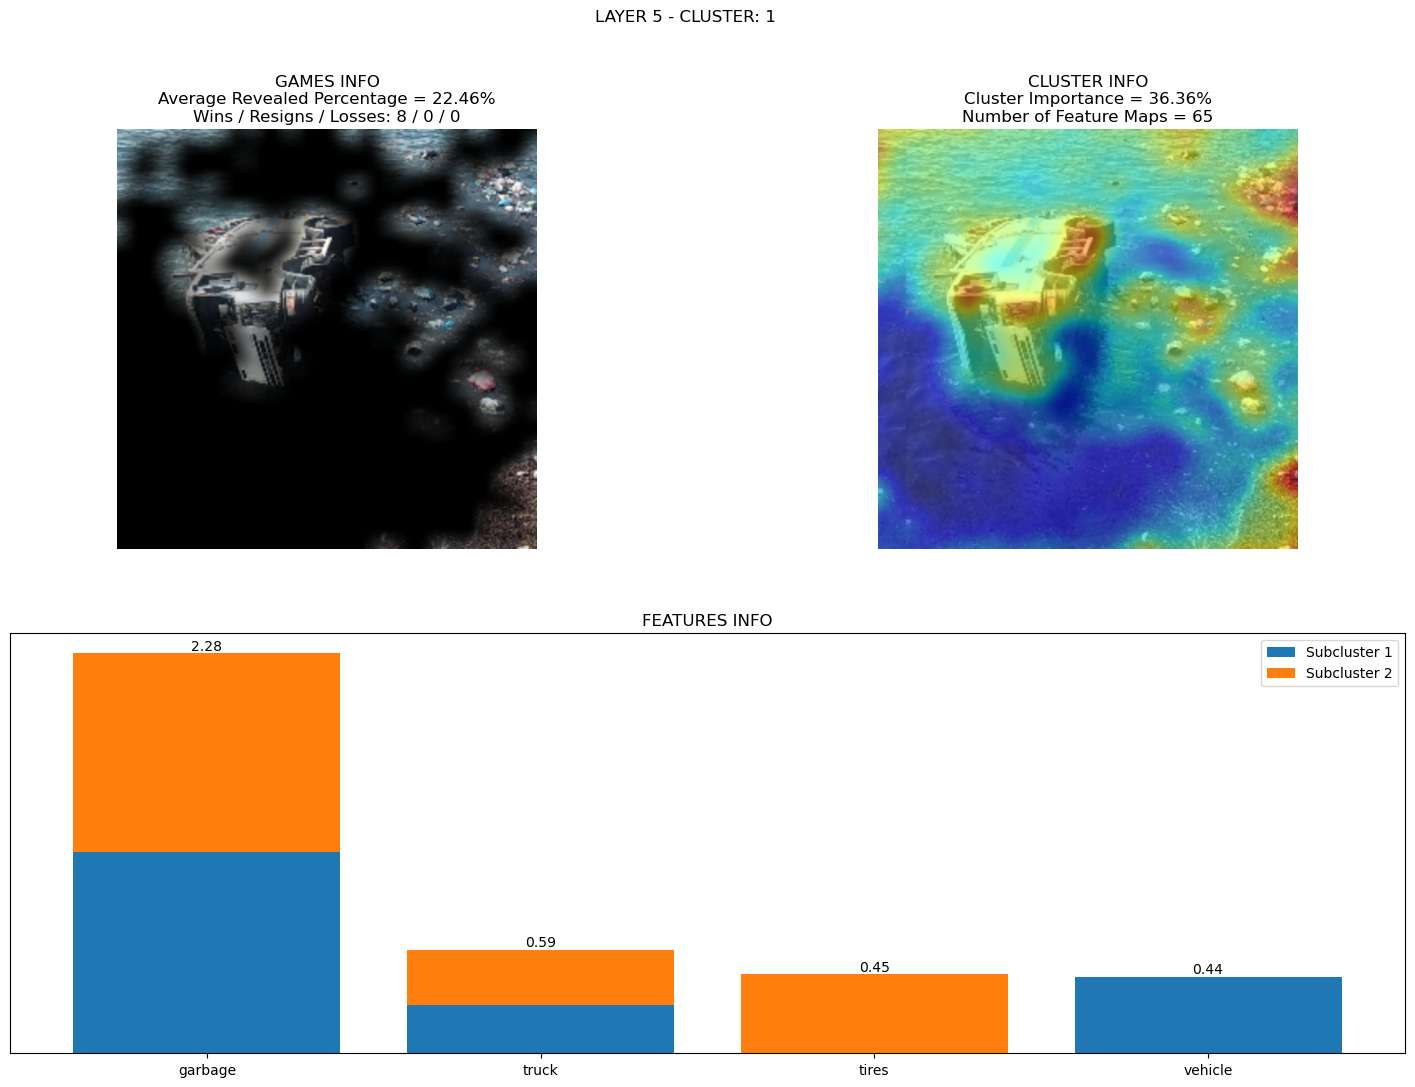 LAYER 5 - CLUSTER: 1
GAMES INFO
Average Revealed Percentage = 22.46%
Wins / Resigns / Losses: 8 / 0 / 0
CLUSTER INFO
Cluster Importance = 36.36%
Number of Feature Maps = 65
FEATURES INFO
Subcluster 1
Subcluster 2
2.28
0.59
0.45
0.44
garbage
truck
tires
vehicle